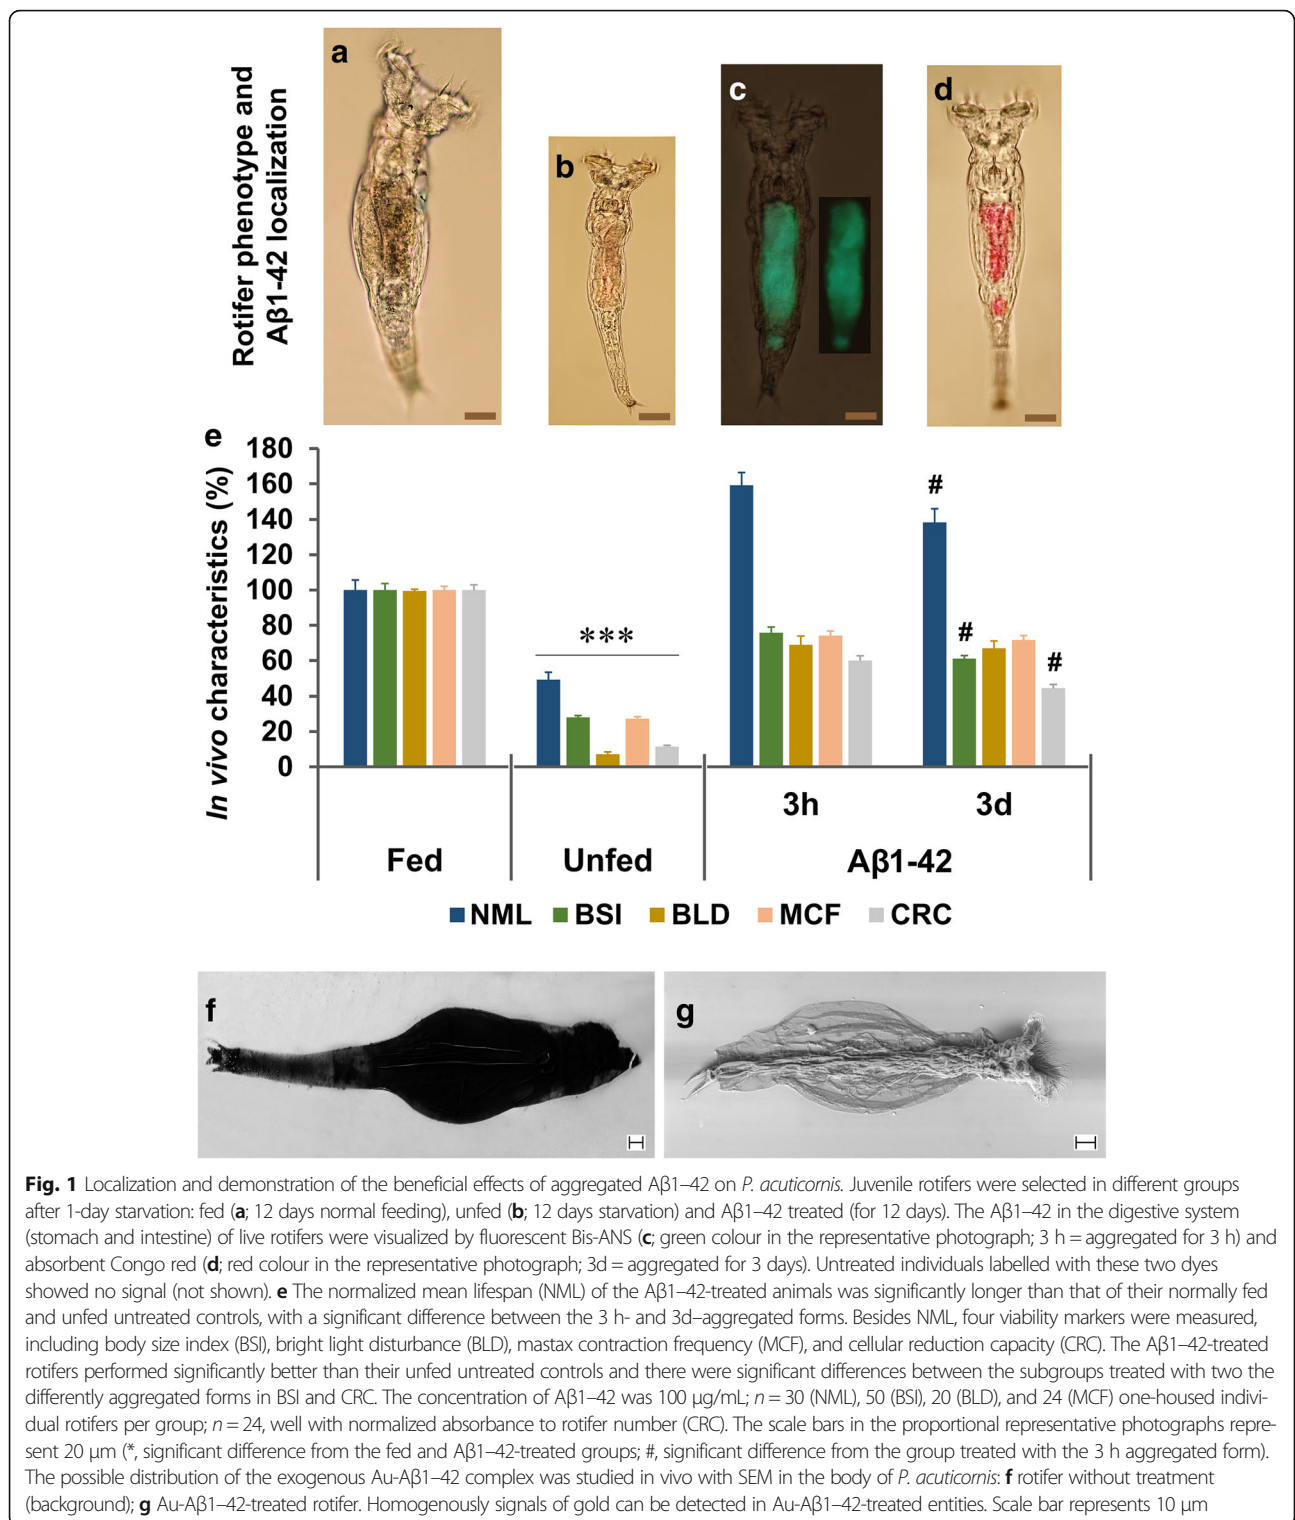 a
b
c
d
Rotifer phenotype and
Aβ1-42 localization
e
In vivo characteristics (%)
180
160
140
120
100
80
60
40
20
0
***
#
#
#
3h
3d
Fed
Unfed
Aβ1-42
NML
BSI
BLD
MCF
CRC
f
g
Fig. 1 Localization and demonstration of the beneficial effects of aggregated Aβ1–42 on P. acuticornis. Juvenile rotifers were selected in different groups
after 1-day starvation: fed (a; 12 days normal feeding), unfed (b; 12 days starvation) and Aβ1–42 treated (for 12 days). The Aβ1–42 in the digestive system
(stomach and intestine) of live rotifers were visualized by fluorescent Bis-ANS (c; green colour in the representative photograph; 3 h = aggregated for 3 h) and
absorbent Congo red (d; red colour in the representative photograph; 3d = aggregated for 3 days). Untreated individuals labelled with these two dyes
showed no signal (not shown). e The normalized mean lifespan (NML) of the Aβ1–42-treated animals was significantly longer than that of their normally fed
and unfed untreated controls, with a significant difference between the 3 h- and 3d–aggregated forms. Besides NML, four viability markers were measured,
including body size index (BSI), bright light disturbance (BLD), mastax contraction frequency (MCF), and cellular reduction capacity (CRC). The Aβ1–42-treated
rotifers performed significantly better than their unfed untreated controls and there were significant differences between the subgroups treated with two the
differently aggregated forms in BSI and CRC. The concentration of Aβ1–42 was 100 μg/mL; n = 30 (NML), 50 (BSI), 20 (BLD), and 24 (MCF) one-housed indivi-
dual rotifers per group; n = 24, well with normalized absorbance to rotifer number (CRC). The scale bars in the proportional representative photographs repre-
sent 20 μm (*, significant difference from the fed and Aβ1–42-treated groups; #, significant difference from the group treated with the 3 h aggregated form).
The possible distribution of the exogenous Au-Aβ1–42 complex was studied in vivo with SEM in the body of P. acuticornis: f rotifer without treatment
(background); g Au-Aβ1–42-treated rotifer. Homogenously signals of gold can be detected in Au-Aβ1–42-treated entities. Scale bar represents 10 μm